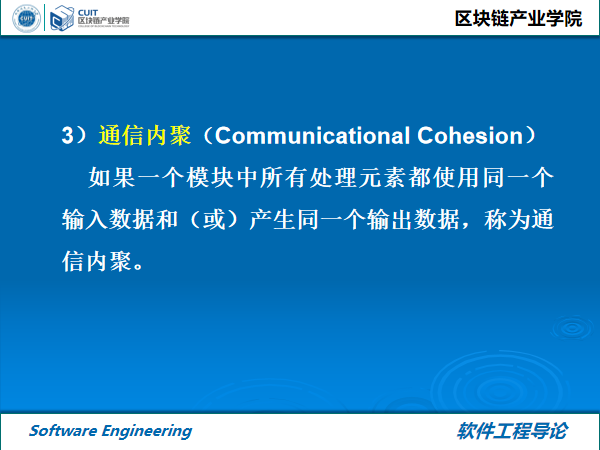 CUIT
区块链产业学院
区块链产业学院
3）通信内聚（Communicational Cohesion）
如果一个模块中所有处理元素都使用同一个
输入数据和（或）产生同一个输出数据，称为通
信内聚。
Software Engineering
软件工程导论